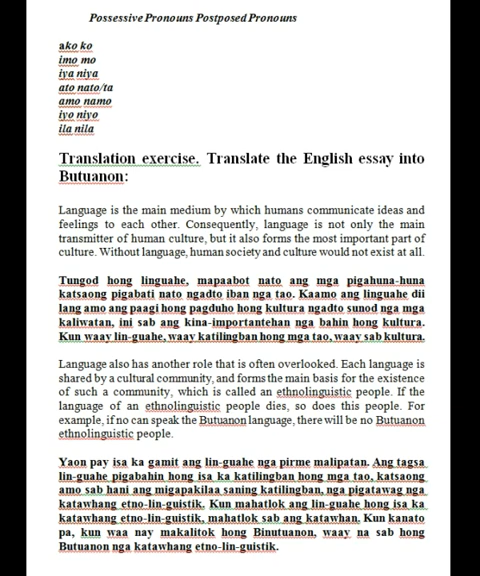 Possessive Pronouns Postposed Pronouns
ako ko
imo mo
iya niya
ato nato/ta
amo namo
iyo niyo
ila nila
Translation exercise. Translate the English essay into
Butuanon:
Language is the main medium by which humans communicate ideas and
feelings to each other. Consequently, language is not only the main
transmitter of human culture, but it also forms the most important part of
culture. Without language, human society and culture would not exist at all.
Tungod hong linguahe, mapaabot nato ang mga pigahuna-huna
katsaong pigabati nato ngadto iban nga tao. Kaamo ang linguahe dii
lang amo ang paagi hong pagduho hong kultura ngadto sunod nga mga
kaliwatan, ini sab ang kina-importantehan nga bahin hong kultura.
Kun waay lin-guahe, waay katilingban hong mga tao, waay sab kultura.
Language also has another role that is often overlooked. Each language is
shared by a cultural community, and forms the main basis for the existence
of such a community, which is called an ethnolinguistic people. If the
language of an ethnolinguistic people dies, so does this people. For
example, if no can speak the Butuanon language, there will be no Butuanon
ethnolinguistic people.
Yaon pay isa ka gamit ang lin-guahe nga pirme malipatan. Ang tagsa
lin-guahe pigabahin hong isa ka katilingban hong mga tao, katsaong
amo sab hani ang migapakilaa saning katilingban, nga pigatawag nga
katawhang etno-lin-guistik. Kun mahatlok ang lin-guahe hong isa ka
katawhang etno-lin-guistik, mahatlok sab ang katawhan. Kun kanato
pa, kun waa nay makalitok hong Binutuanon, waay na sab hong
Butuanon nga katawhang etno-lin-guistik.